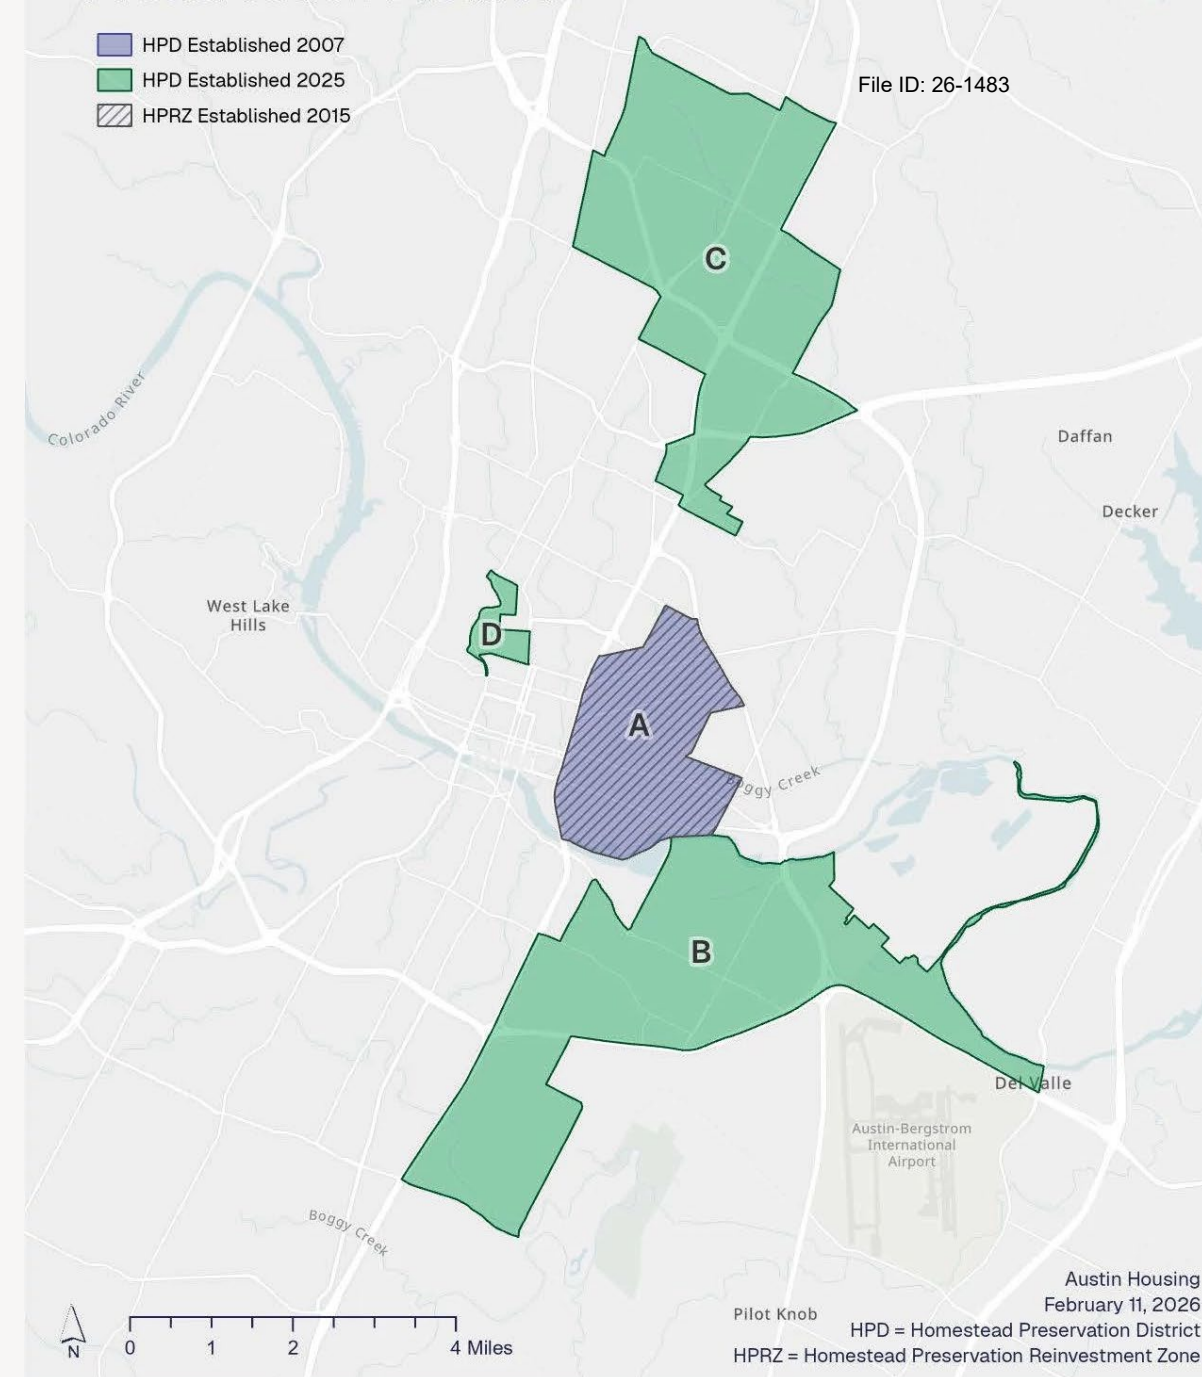 HPD Established 2007
HPD Established 2025
HPRZ Established 2015
File ID: 26-1483
C
Colorado River
Daffan
Decker
West Lake
Hills
D
A
Boggy Creek
B
Del Valle
Austin-Bergstrom
International
Airport
Boggy Creek
Pilot Knob
N
0 1 2 4 Miles
Austin Housing
February 11, 2026
HPD = Homestead Preservation District
HPRZ = Homestead Preservation Reinvestment Zone